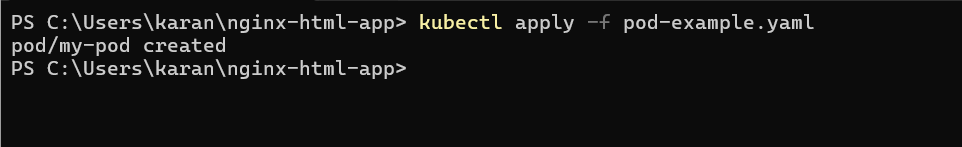 PS C:\Users\karan\nginx-html-app> kubectl apply -f pod-example.yaml
pod/my-pod created
PS C:\Users\karan\nginx-html-app>